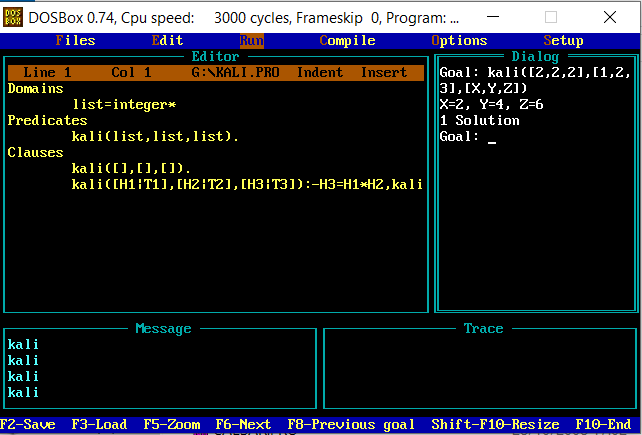 DOS BOX DOSBox 0.74, Cpu speed: 3000 cycles, Frameskip 0, Program: ...
Files Edit Run Compile Options Setup
Editor
Line 1 Col 1 G:\KALI.PRO Indent Insert
Domains
list=integer*
Predicates
kali(list,list,list).
Clauses
kali([],[],[]).
kali([H1¦T1],[H2¦T2],[H3¦T3]):-H3=H1*H2,kali
Dialog
Goal: kali([2,2,2],[1,2,
3],[X,Y,Z])
X=2, Y=4, Z=6
1 Solution
Goal: _
Message
kali
kali
kali
kali
Trace
F2-Save F3-Load F5-Zoom F6-Next F8-Previous goal Shift-F10-Resize F10-End